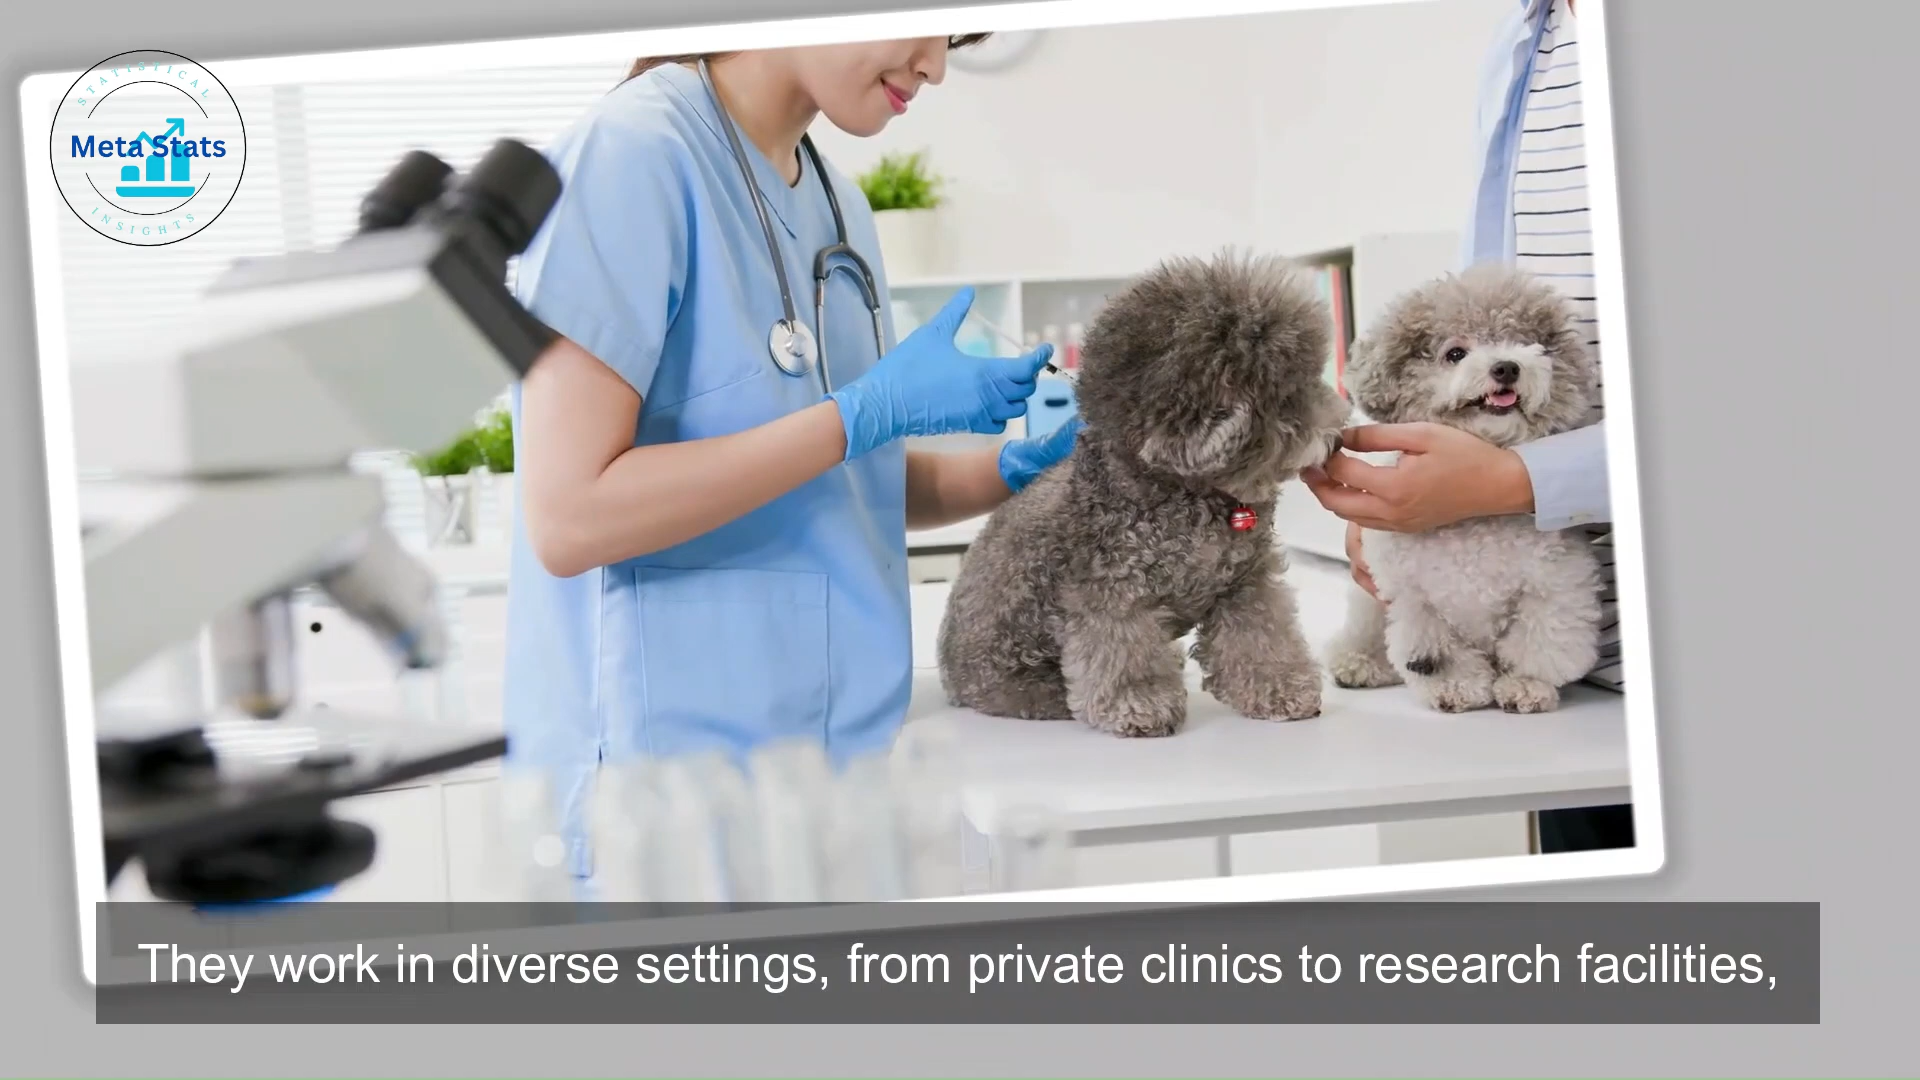 STATISTICAL
Meta Stats
INSIGHTS
They work in diverse settings, from private clinics to research facilities,